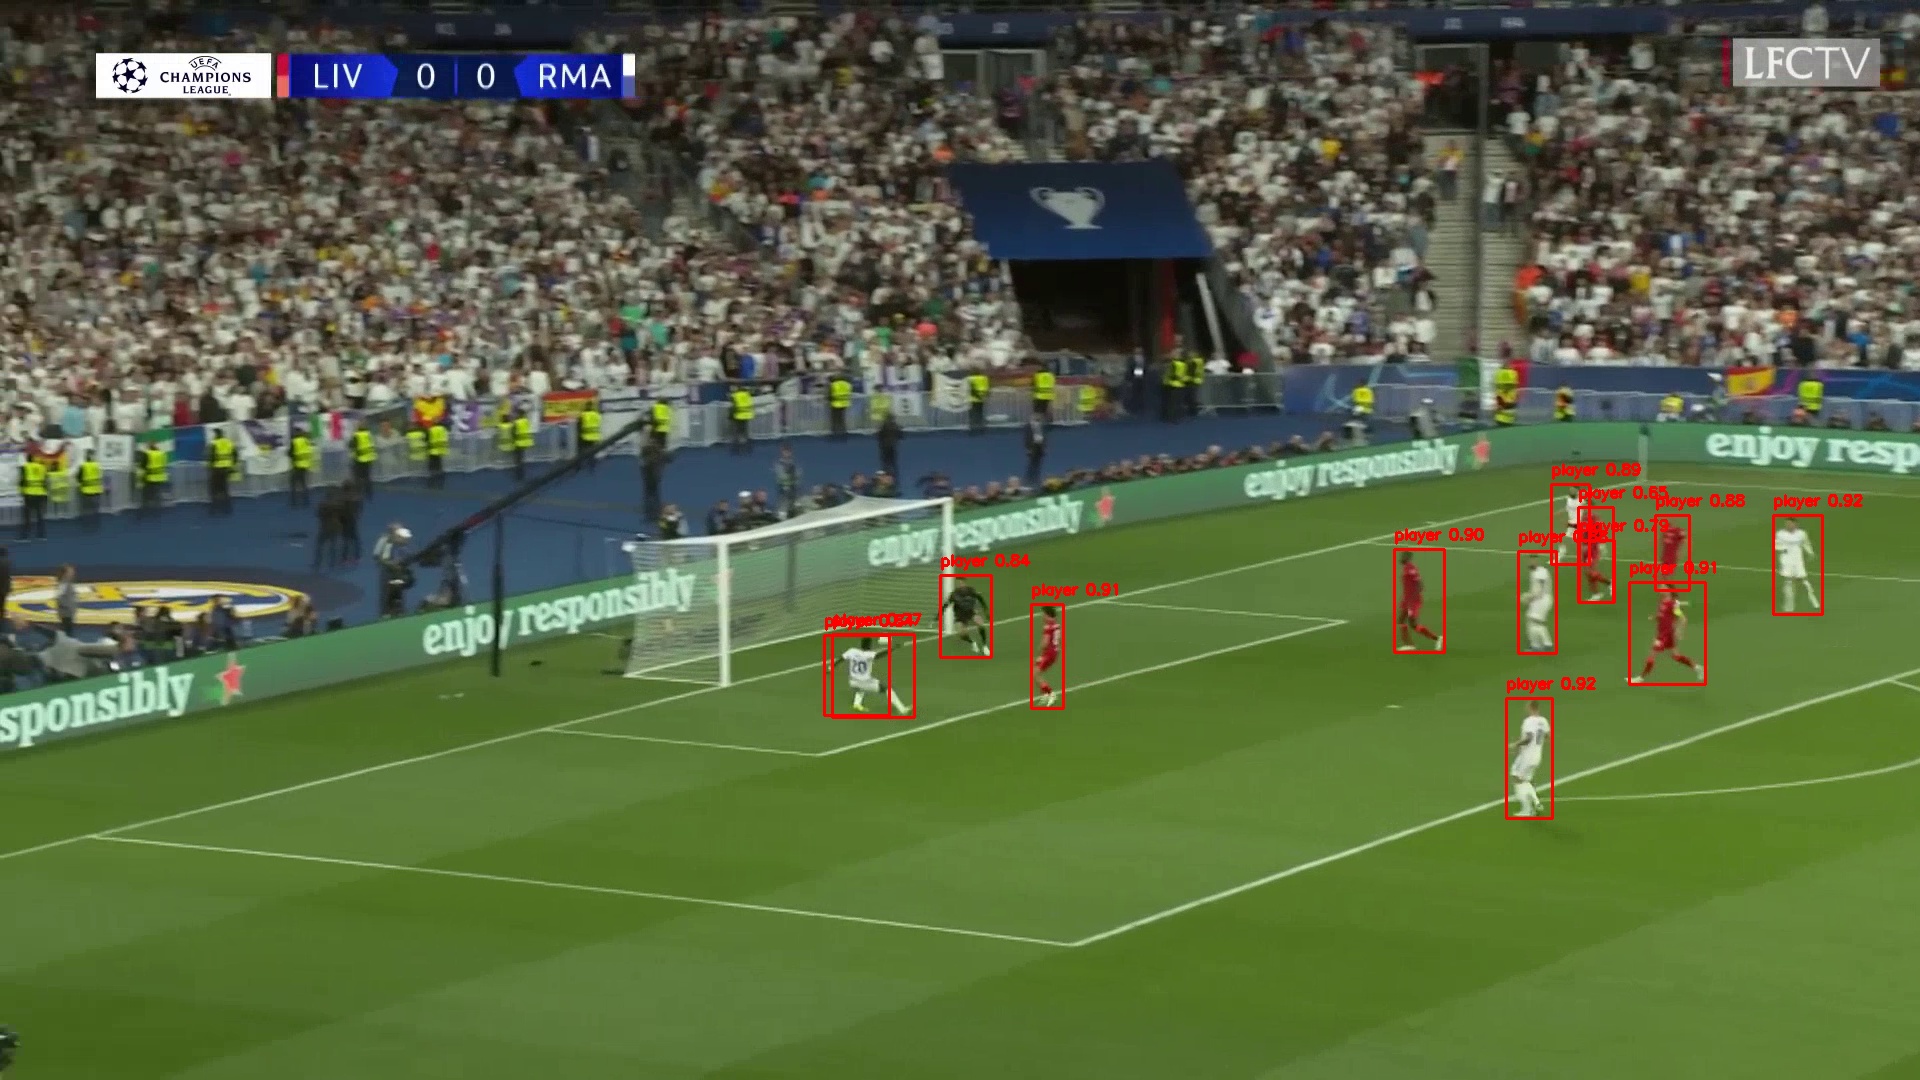 UEFA
CHAMPIONS
LEAGUE
LIV 0 0 RMA
LFCTV
enjoy resp
enjoy responsibly
enjoy responsibly
enjoy responsibly
sponsibly
player 0.89
player 0.65
player 0.88
player 0.92
player 0.79
player 0.90
player
player 0.84
player 0.91
player 0.91
player
20
player 0.92